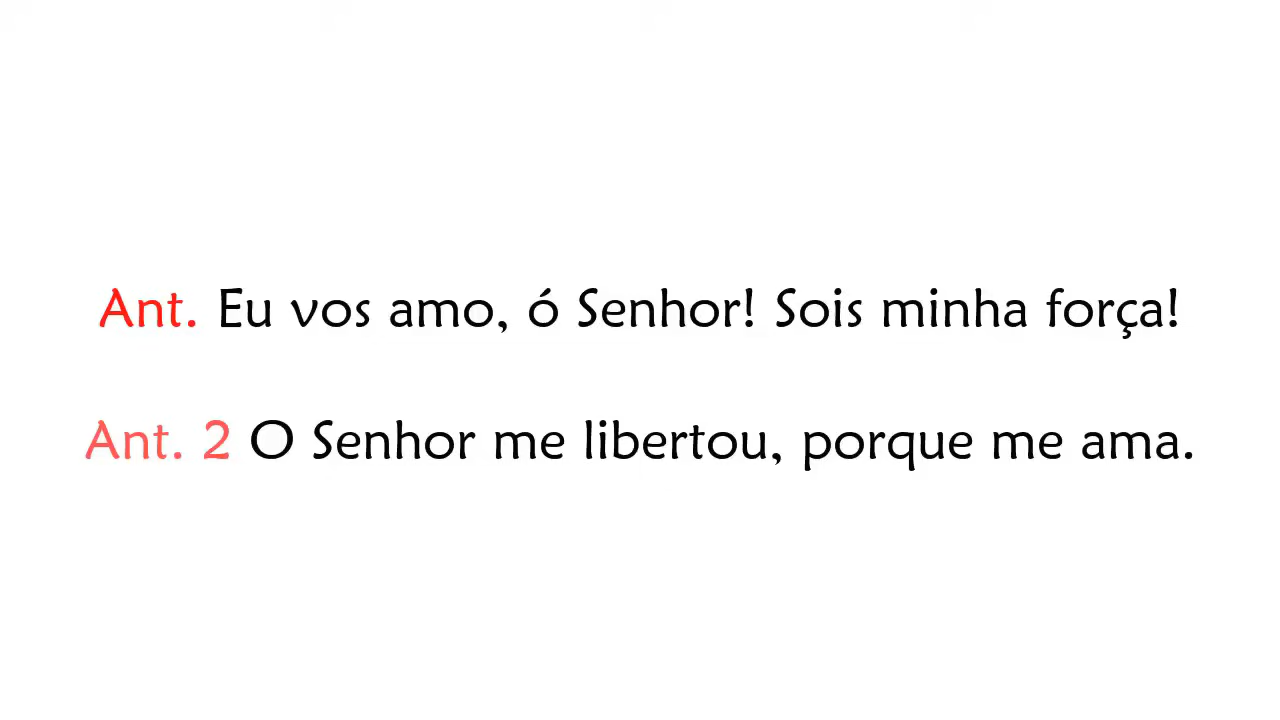 Ant. Eu vos amo, ó Senhor! Sois minha força!
Ant. 2 O Senhor me libertou, porque me ama.